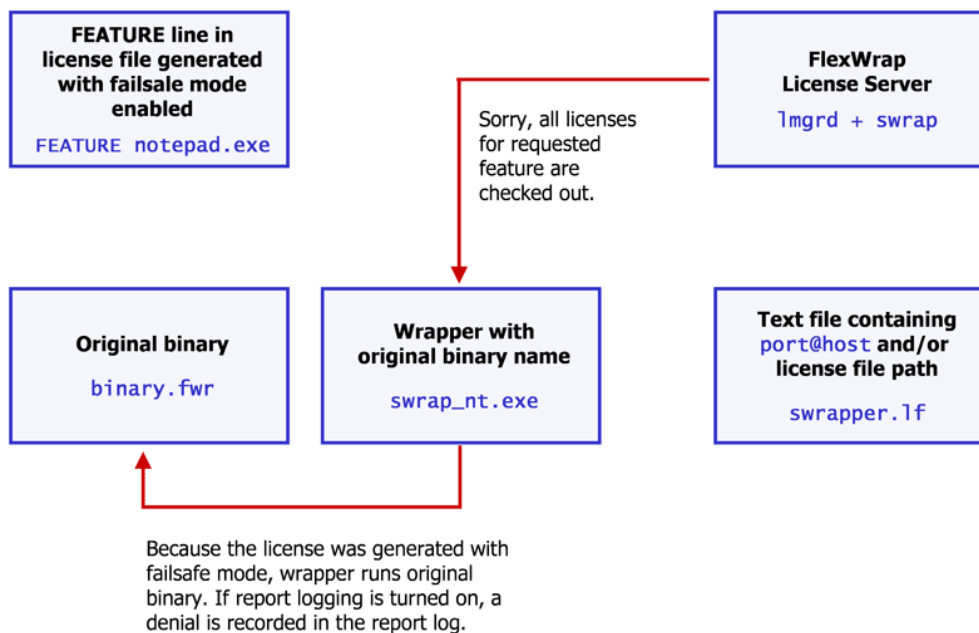 FEATURE line in
license file generated
with failsafe mode
enabled
FEATURE notepad.exe
FlexWrap
License Server
lmgrd + swrap
Sorry, all licenses
for requested
feature are
checked out.
Original binary
binary.fwr
Wrapper with
original binary name
swrap_nt.exe
Text file containing
port@host and/or
license file path
swrapper.lf
Because the license was generated with
failsafe mode, wrapper runs original
binary. If report logging is turned on, a
denial is recorded in the report log.